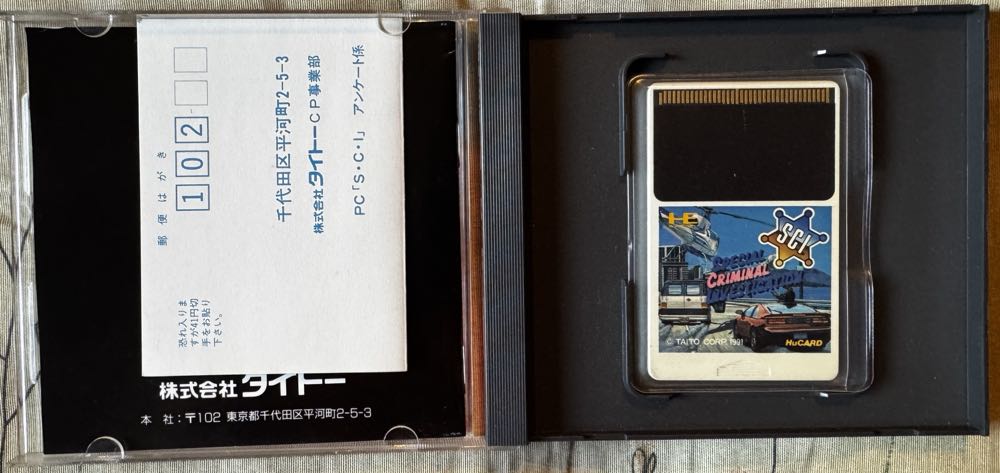 郵便はがき
102-
千代田区平河町2-5-3
株式会社タイトーCP事業部
PC「S・C・I」 アンケート係
恐れ入りま
すが41円切
手をお貼り
下さい。
株式会社タイトー
本 社：〒102 東京都千代田区平河町2-5-3
HE
SCI
SPECIAL
CRIMINAL
INVESTIGATION
© TAITO CORP. 1991
HuCARD